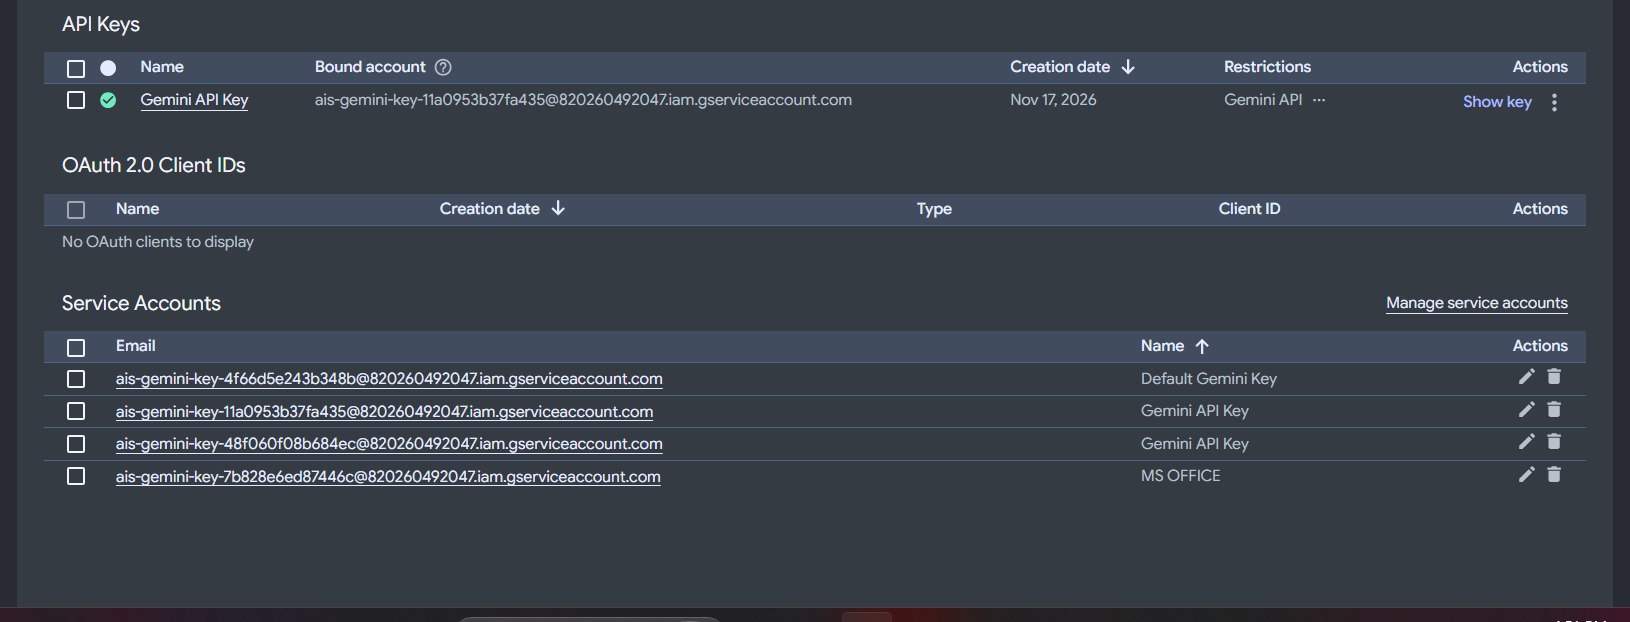 API Keys
Name Bound account Creation date Restrictions Actions
Gemini API Key ais-gemini-key-11a0953b37fa435@820260492047.iam.gserviceaccount.com Nov 17, 2026 Gemini API ··· Show key
OAuth 2.0 Client IDs
Name Creation date Type Client ID Actions
No OAuth clients to display
Service Accounts Manage service accounts
Email Name Actions
ais-gemini-key-4f66d5e243b348b@820260492047.iam.gserviceaccount.com Default Gemini Key
ais-gemini-key-11a0953b37fa435@820260492047.iam.gserviceaccount.com Gemini API Key
ais-gemini-key-48f060f08b684ec@820260492047.iam.gserviceaccount.com Gemini API Key
ais-gemini-key-7b828e6ed87446c@820260492047.iam.gserviceaccount.com MS OFFICE